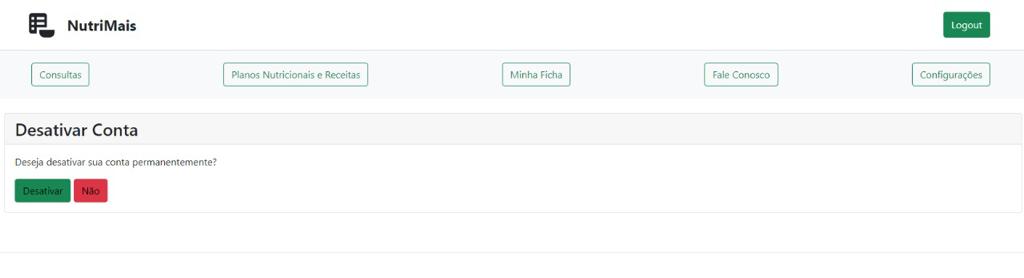 NutriMais
Logout
Consultas
Planos Nutricionais e Receitas
Minha Ficha
Fale Conosco
Configurações
Desativar Conta
Deseja desativar sua conta permanentemente?
Desativar
Não